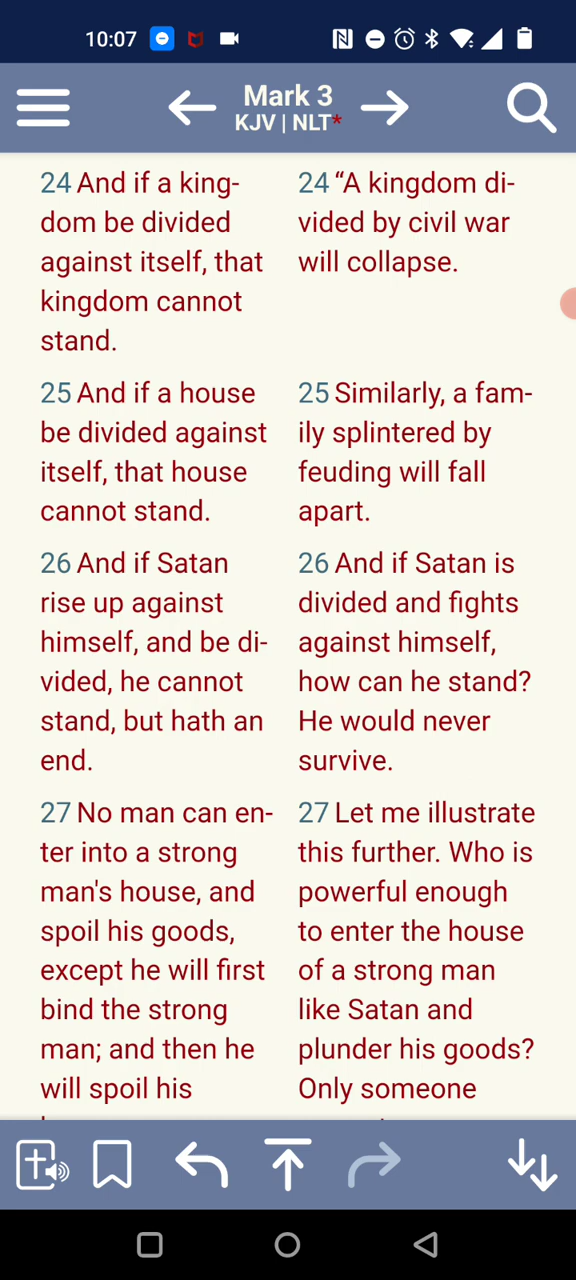 10:07
Mark 3
KJV | NLT*
24 And if a king-
dom be divided
against itself, that
kingdom cannot
stand.
24 “A kingdom di-
vided by civil war
will collapse.
25 And if a house
be divided against
itself, that house
cannot stand.
25 Similarly, a fam-
ily splintered by
feuding will fall
apart.
26 And if Satan
rise up against
himself, and be di-
vided, he cannot
stand, but hath an
end.
26 And if Satan is
divided and fights
against himself,
how can he stand?
He would never
survive.
27 No man can en-
ter into a strong
man's house, and
spoil his goods,
except he will first
bind the strong
man; and then he
will spoil his
27 Let me illustrate
this further. Who is
powerful enough
to enter the house
of a strong man
like Satan and
plunder his goods?
Only someone